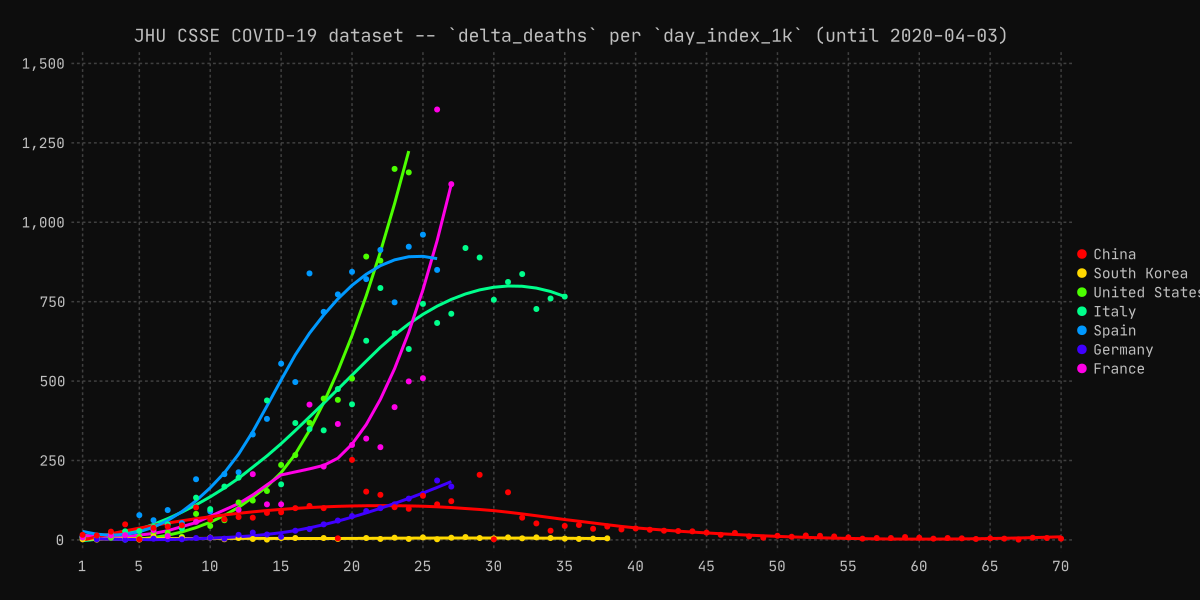 JHU CSSE COVID-19 dataset -- `delta_deaths` per `day_index_1k` (until 2020-04-03)
1,500
1,250
1,000
750
500
250
0
1 5 10 15 20 25 30 35 40 45 50 55 60 65 70
China
South Korea
United States
Italy
Spain
Germany
France